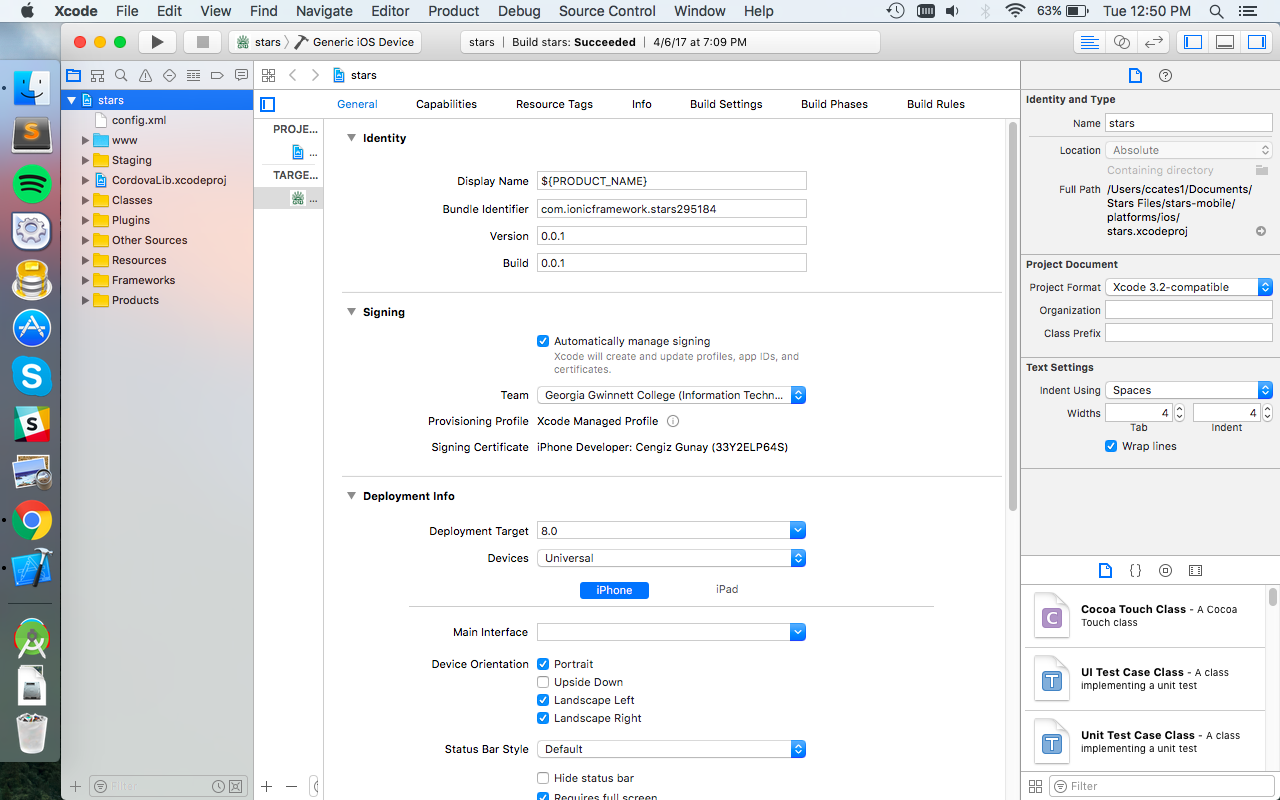 Xcode File Edit View Find Navigate Editor Product Debug Source Control Window Help 63% Tue 12:50 PM
stars Generic iOS Device stars | Build stars: Succeeded | 4/6/17 at 7:09 PM
stars
stars
config.xml
www
Staging
CordovaLib.xcodeproj
Classes
Plugins
Other Sources
Resources
Frameworks
Products
Filter
General Capabilities Resource Tags Info Build Settings Build Phases Build Rules
PROJE...
...
TARGE...
...
Identity
Display Name ${PRODUCT_NAME}
Bundle Identifier com.ionicframework.stars295184
Version 0.0.1
Build 0.0.1
Signing
Automatically manage signing
Xcode will create and update profiles, app IDs, and
certificates.
Team Georgia Gwinnett College (Information Techn...
Provisioning Profile Xcode Managed Profile
Signing Certificate iPhone Developer: Cengiz Gunay (33Y2ELP64S)
Deployment Info
Deployment Target 8.0
Devices Universal
iPhone iPad
Main Interface
Device Orientation Portrait
Upside Down
Landscape Left
Landscape Right
Status Bar Style Default
Hide status bar
Requires full screen
Identity and Type
Name stars
Location Absolute
Containing directory
Full Path /Users/ccates1/Documents/
Stars Files/stars-mobile/
platforms/ios/
stars.xcodeproj
Project Document
Project Format Xcode 3.2-compatible
Organization
Class Prefix
Text Settings
Indent Using Spaces
Widths 4 4
Tab Indent
Wrap lines
{ }
C
Cocoa Touch Class - A Cocoa
Touch class
T
UI Test Case Class - A class
implementing a unit test
T
Unit Test Case Class - A class
implementing a unit test
Filter